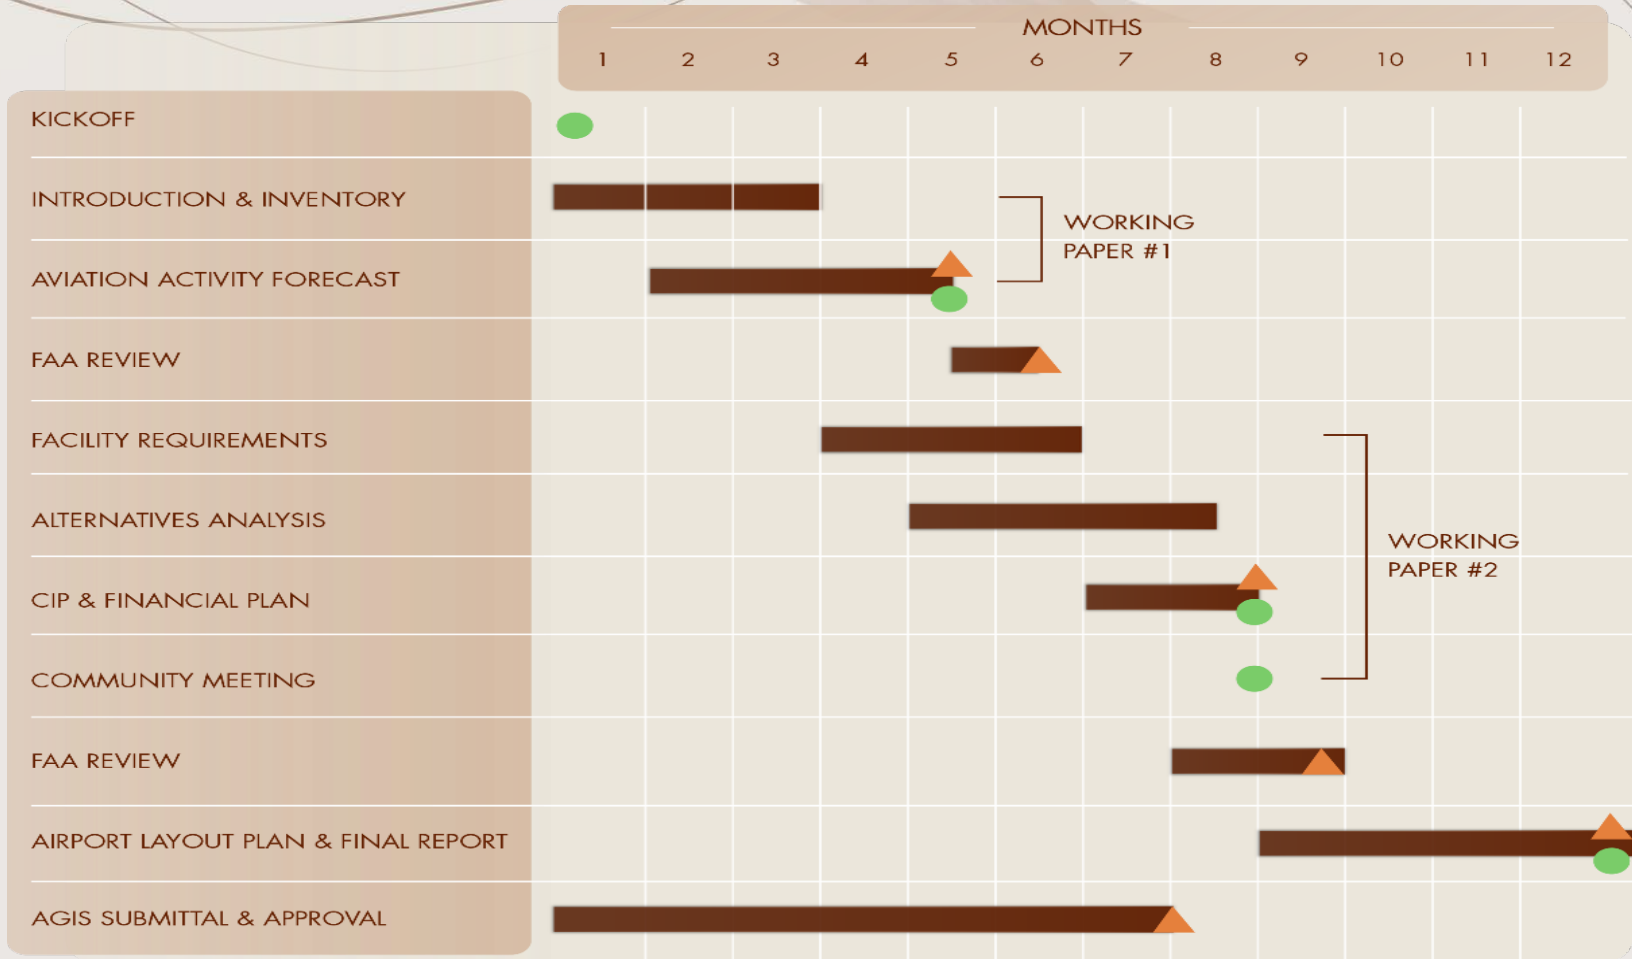 MONTHS
1 2 3 4 5 6 7 8 9 10 11 12
KICKOFF
INTRODUCTION & INVENTORY
WORKING
PAPER #1
AVIATION ACTIVITY FORECAST
FAA REVIEW
FACILITY REQUIREMENTS
ALTERNATIVES ANALYSIS
WORKING
PAPER #2
CIP & FINANCIAL PLAN
COMMUNITY MEETING
FAA REVIEW
AIRPORT LAYOUT PLAN & FINAL REPORT
AGIS SUBMITTAL & APPROVAL